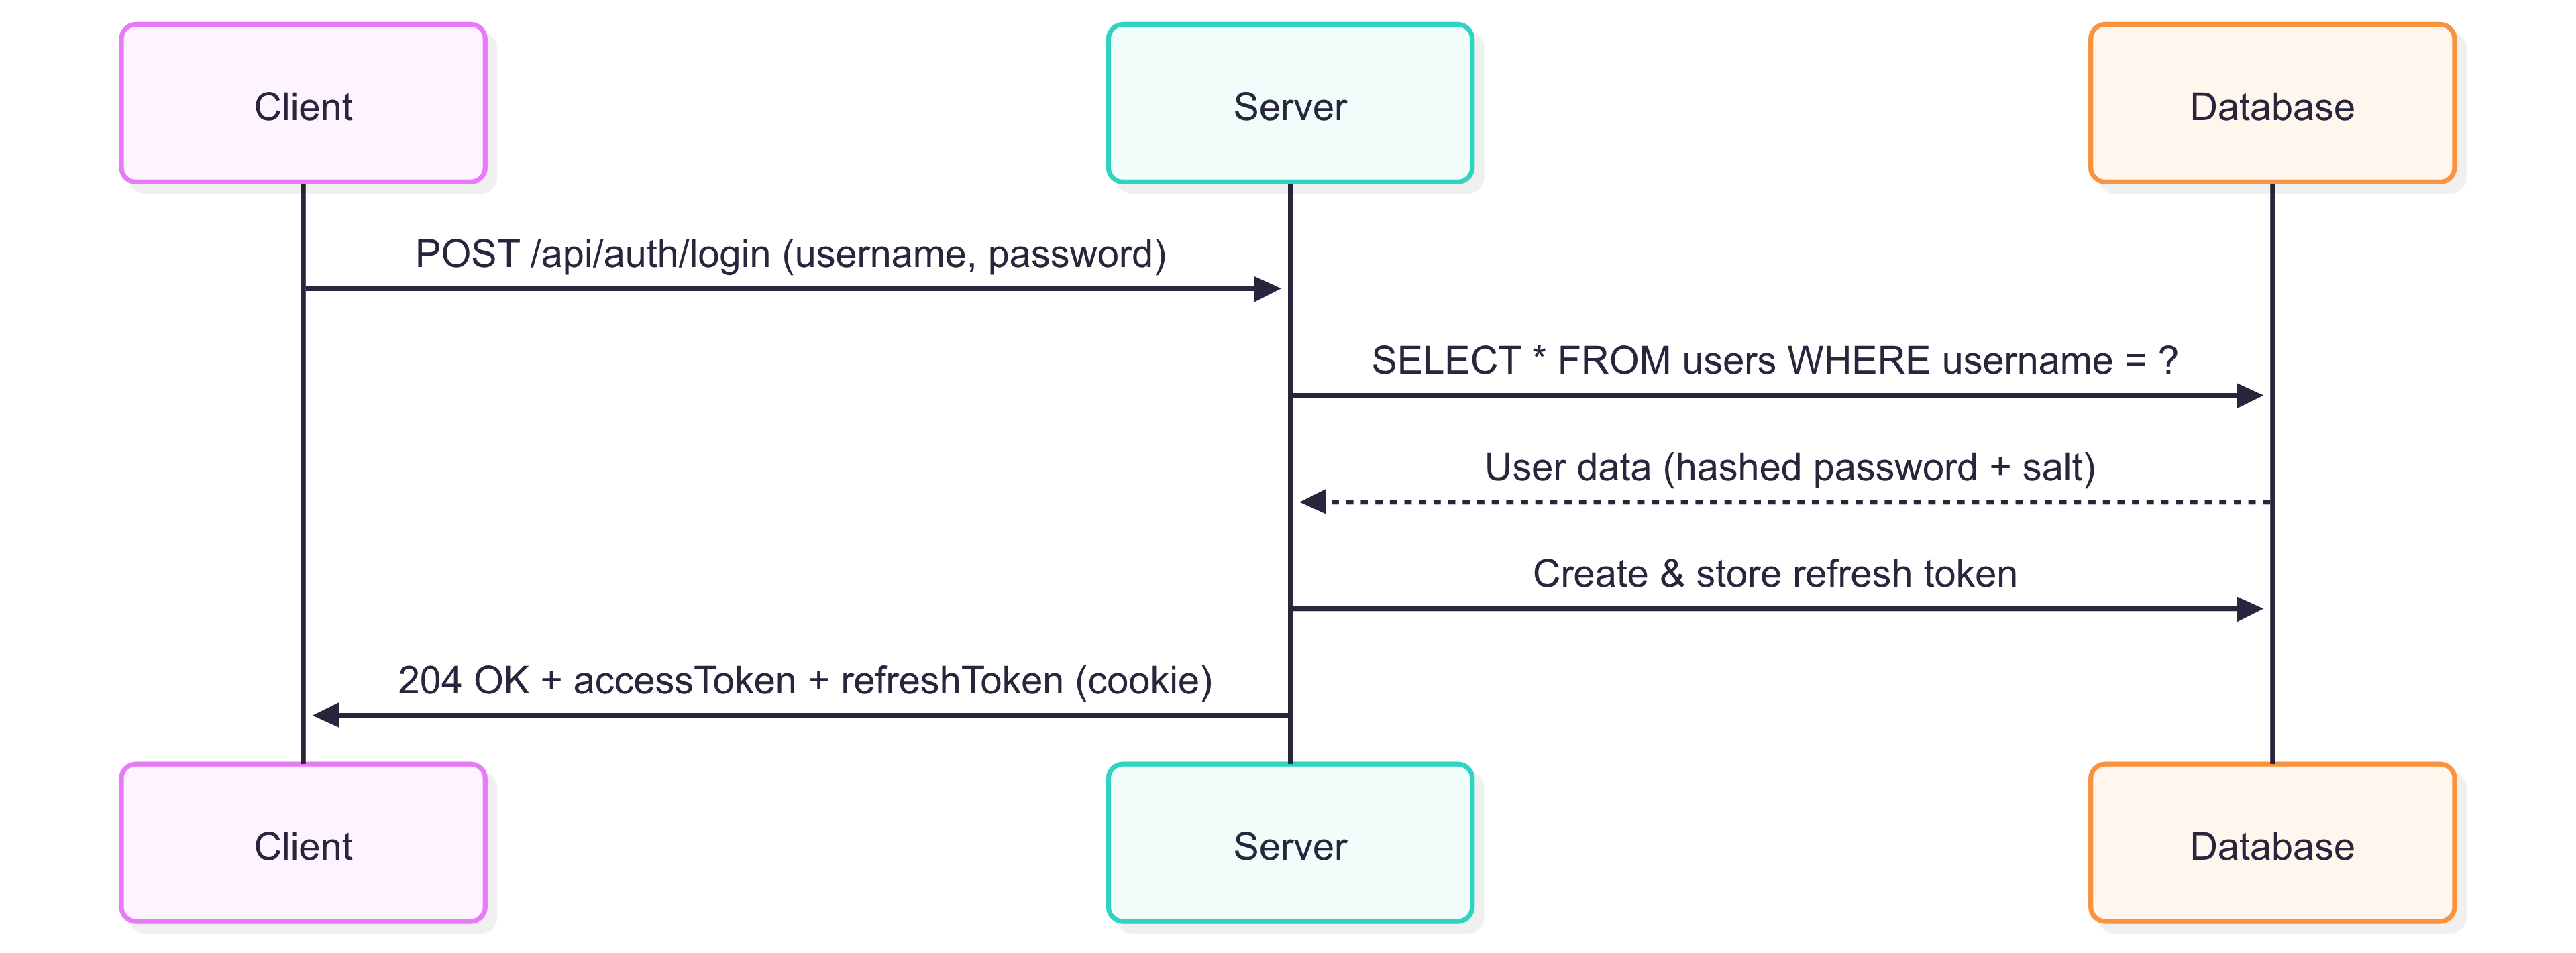 Client
Server
Database
POST /api/auth/login (username, password)
SELECT * FROM users WHERE username = ?
User data (hashed password + salt)
Create & store refresh token
204 OK + accessToken + refreshToken (cookie)
Client
Server
Database